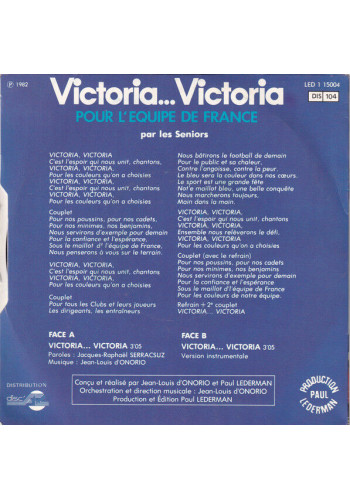 ℗ 1982
LED 1 15004
DIS 104
Victoria... Victoria
POUR L'EQUIPE DE FRANCE
par les Seniors
VICTORIA, VICTORIA
C'est l'espoir qui nous unit, chantons,
VICTORIA, VICTORIA,
Pour les couleurs qu'on a choisies
VICTORIA, VICTORIA
C'est l'espoir qui nous unit, chantons
VICTORIA, VICTORIA,
Pour les couleurs qu'on a choisies
Couplet
Pour nos poussins, pour nos cadets,
Pour nos minimes, nos benjamins,
Nous servirons d'exemple pour demain
Pour la confiance et l'espérance,
Sous le maillot d' l'équipe de France,
Nous penserons à vous sur le terrain.
VICTORIA, VICTORIA,
C'est l'espoir qui nous unit, chantons,
VICTORIA, VICTORIA,
Pour les couleurs qu'on a choisies
Couplet
Pour tous les Clubs et leurs joueurs
Les dirigeants, les entraîneurs
Nous bâtirons le football de demain
Pour le public et sa chaleur,
Contre l'angoisse, contre la peur.
Le bleu sera la couleur dans nos cœurs.
Le sport est une grande fête
Not'e maillot bleu, une belle conquête
Nous marcherons toujours.
Main dans la main.
VICTORIA, VICTORIA,
C'est l'espoir qui nous unit, chantons
VICTORIA, VICTORIA,
Ensemble nous relèverons le défi,
VICTORIA, VICTORIA,
Pour les couleurs qu'on a choisies
Couplet (avec le refrain)
Pour nos poussins, pour nos cadets
Pour nos minimes, nos benjamins,
Nous servirons d'exemple pour demain
Pour la confiance et l'espérance
Sous le maillot d' l'équipe de France
Pour les couleurs de notre équipe.
Refrain + 2e couplet
VICTORIA... VICTORIA
FACE A
VICTORIA... VICTORIA 3'05
Paroles : Jacques-Raphaël SERRACSUZ
Musique : Jean-Louis d'ONORIO
FACE B
VICTORIA... VICTORIA 3'05
Version instrumentale
DISTRIBUTION
disc
Conçu et réalisé par Jean-Louis d'ONORIO et Paul LEDERMAN
Orchestration et direction musicale : Jean-Louis d'ONORIO
Production et Édition Paul LEDERMAN
PRODUCTION
PAUL
LEDERMAN